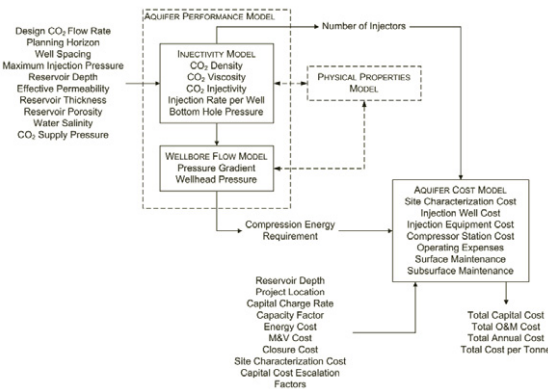 AQUIFER PERFORMANCE MODEL
Design CO₂ Flow Rate
Planning Horizon
Well Spacing
Maximum Injection Pressure
Reservoir Depth
Effective Permeability
Reservoir Thickness
Reservoir Porosity
Water Salinity
CO₂ Supply Pressure
INJECTIVITY MODEL
CO₂ Density
CO₂ Viscosity
CO₂ Injectivity
Injection Rate per Well
Bottom Hole Pressure
Number of Injectors
PHYSICAL PROPERTIES
MODEL
WELLBORE FLOW MODEL
Pressure Gradient
Wellhead Pressure
Compression Energy
Requirement
AQUIFER COST MODEL
Site Characterization Cost
Injection Well Cost
Injection Equipment Cost
Compressor Station Cost
Operating Expenses
Surface Maintenance
Subsurface Maintenance
Reservoir Depth
Project Location
Capital Charge Rate
Capacity Factor
Energy Cost
M&V Cost
Closure Cost
Site Characterization Cost
Capital Cost Escalation
Factors
Total Capital Cost
Total O&M Cost
Total Annual Cost
Total Cost per Tonne